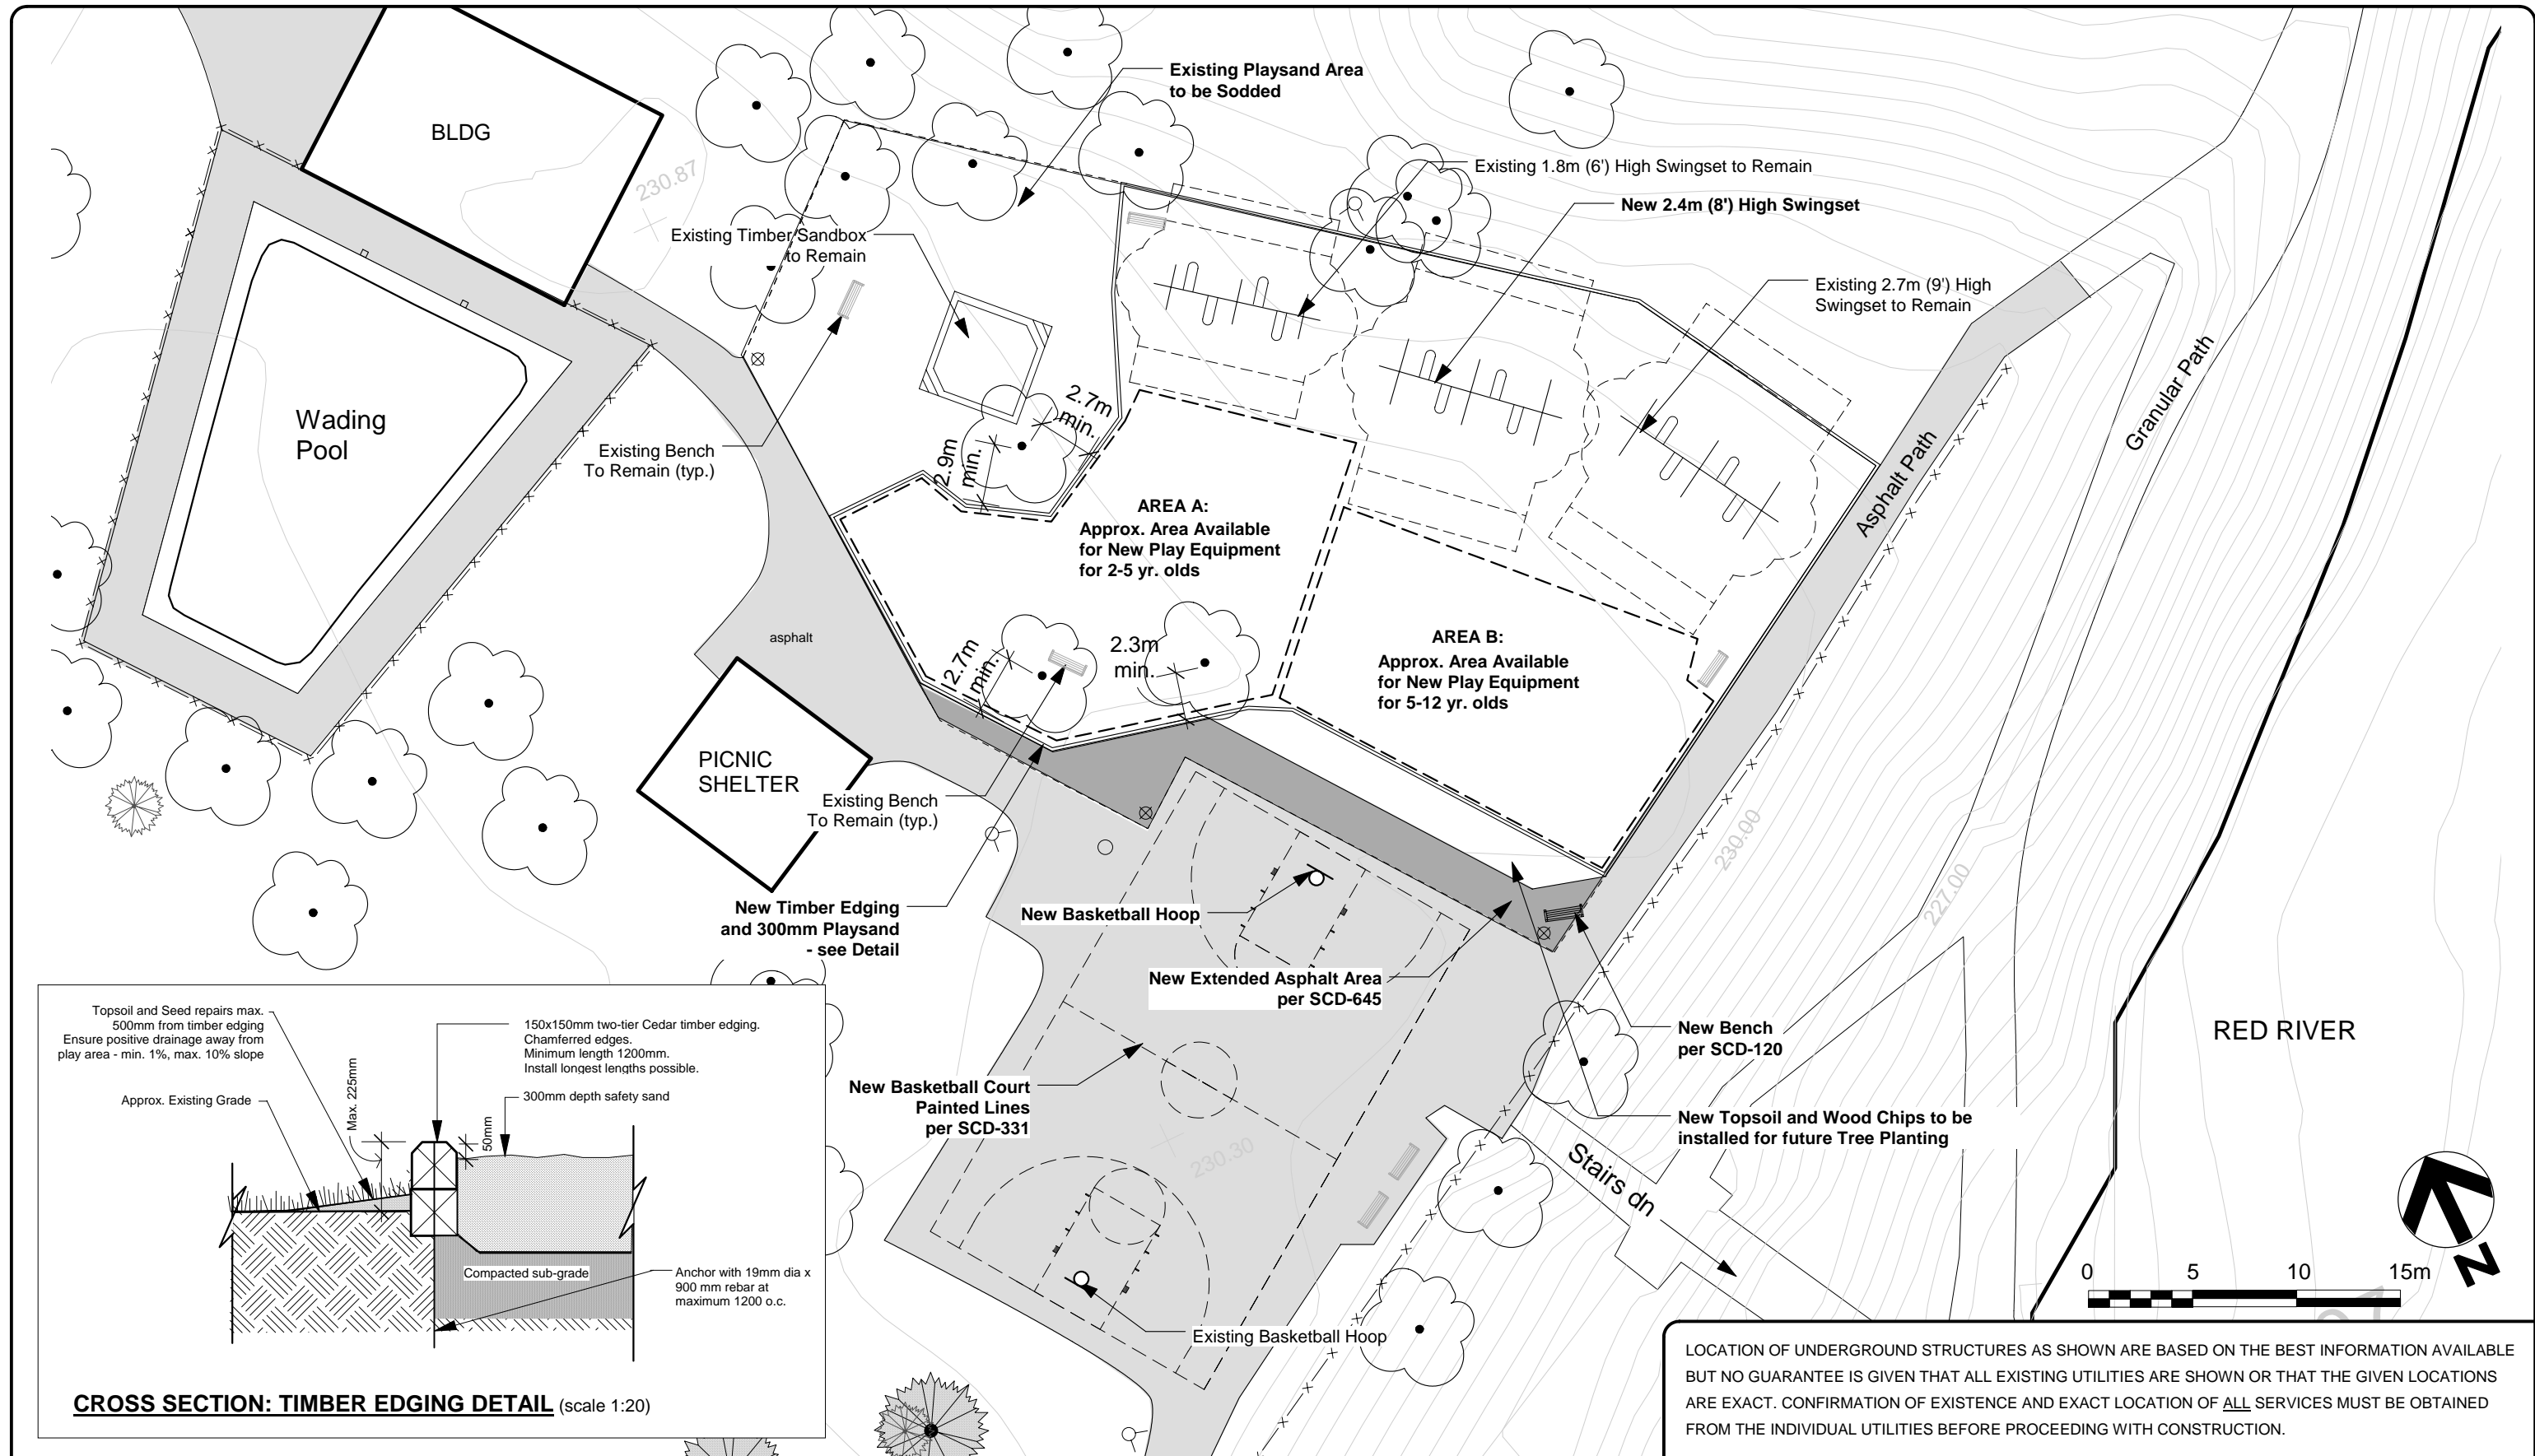 Existing Playsand Area
to be Sodded
BLDG
230.87
Existing 1.8m (6') High Swingset to Remain
New 2.4m (8') High Swingset
Existing Timber Sandbox
to Remain
Existing 2.7m (9') High
Swingset to Remain
Granular Path
Wading
Pool
2.7m
min.
2.9m
min.
Existing Bench
To Remain (typ.)
Asphalt Path
AREA A:
Approx. Area Available
for New Play Equipment
for 2-5 yr. olds
asphalt
2.7m
min.
2.3m
min.
AREA B:
Approx. Area Available
for New Play Equipment
for 5-12 yr. olds
PICNIC
SHELTER
Existing Bench
To Remain (typ.)
230.00
227.00
New Timber Edging
and 300mm Playsand
- see Detail
New Basketball Hoop
New Extended Asphalt Area
per SCD-645
New Bench
per SCD-120
RED RIVER
New Basketball Court
Painted Lines
per SCD-331
New Topsoil and Wood Chips to be
installed for future Tree Planting
230.30
Stairs dn
Existing Basketball Hoop
N
0 5 10 15m
Topsoil and Seed repairs max.
500mm from timber edging
Ensure positive drainage away from
play area - min. 1%, max. 10% slope
150x150mm two-tier Cedar timber edging.
Chamferred edges.
Minimum length 1200mm.
Install longest lengths possible.
Approx. Existing Grade
Max. 225mm
50mm
300mm depth safety sand
Compacted sub-grade
Anchor with 19mm dia x
900 mm rebar at
maximum 1200 o.c.
CROSS SECTION: TIMBER EDGING DETAIL (scale 1:20)
LOCATION OF UNDERGROUND STRUCTURES AS SHOWN ARE BASED ON THE BEST INFORMATION AVAILABLE
BUT NO GUARANTEE IS GIVEN THAT ALL EXISTING UTILITIES ARE SHOWN OR THAT THE GIVEN LOCATIONS
ARE EXACT. CONFIRMATION OF EXISTENCE AND EXACT LOCATION OF ALL SERVICES MUST BE OBTAINED
FROM THE INDIVIDUAL UTILITIES BEFORE PROCEEDING WITH CONSTRUCTION.